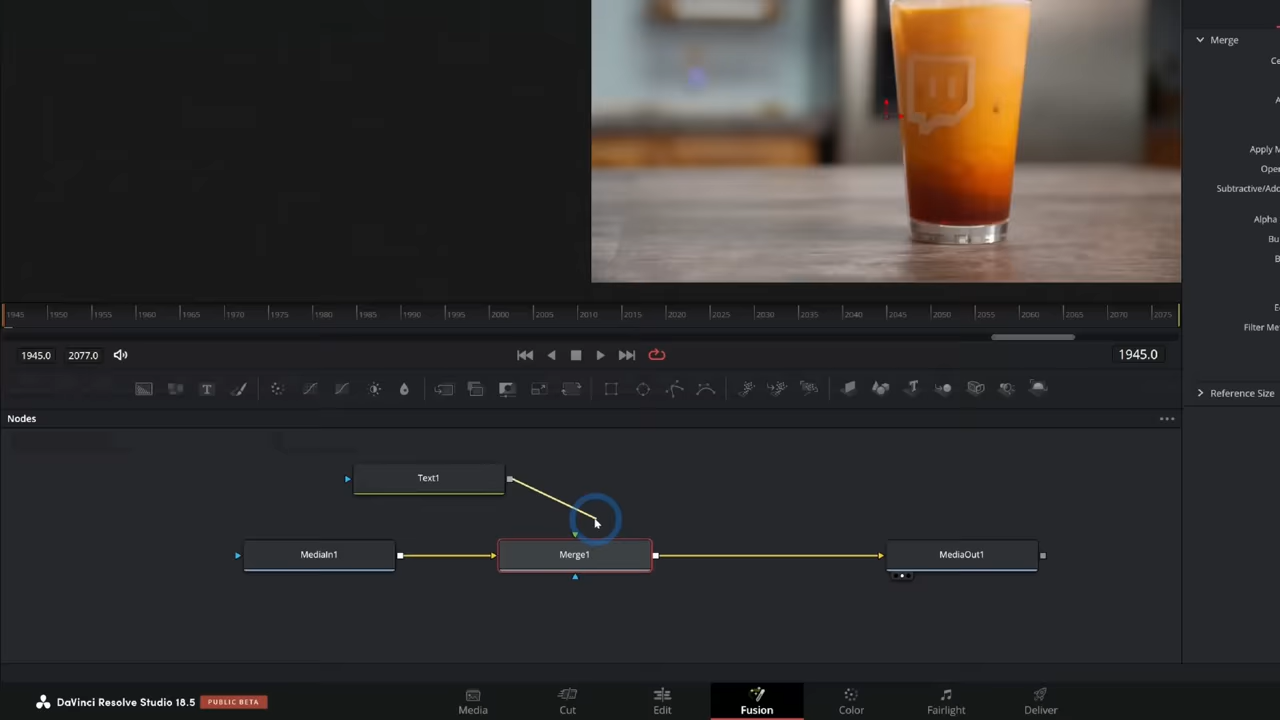 Merge
Ce
A
Apply M
Oper
Subtractive/Add
Alpha
Bu
B
E
Filter Me
1945 1950 1955 1960 1965 1970 1975 1980 1985 1990 1995 2000 2005 2010 2015 2020 2025 2030 2035 2040 2045 2050 2055 2060 2065 2070 2075
1945.0 2077.0 1945.0
T
Reference Size
Nodes
Text1
MediaIn1 Merge1 MediaOut1
DaVinci Resolve Studio 18.5 PUBLIC BETA
Media Cut Edit Fusion Color Fairlight Deliver